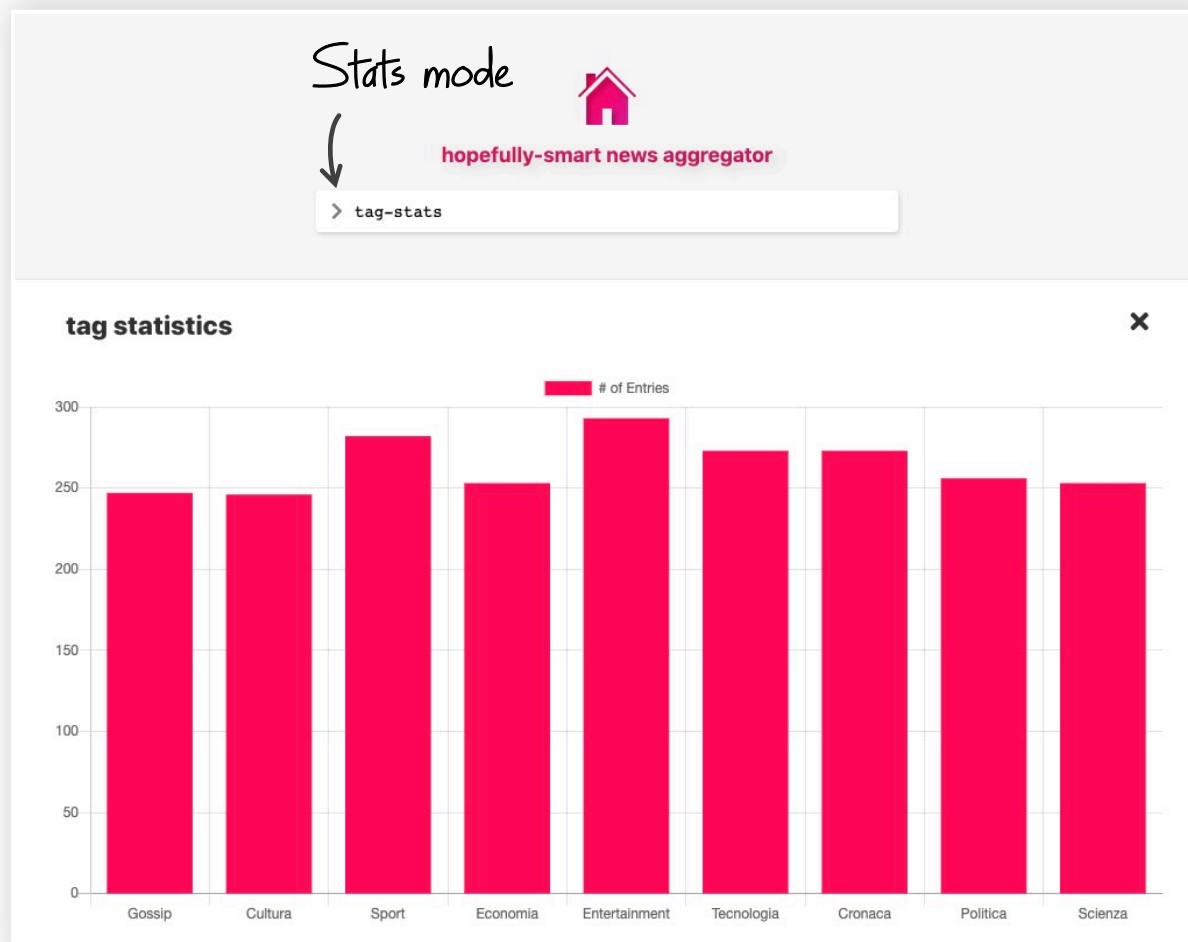 Stats mode
hopefully-smart news aggregator
tag-stats
tag statistics
# of Entries
300
250
200
150
100
50
0
Gossip Cultura Sport Economia Entertainment Tecnologia Cronaca Politica Scienza